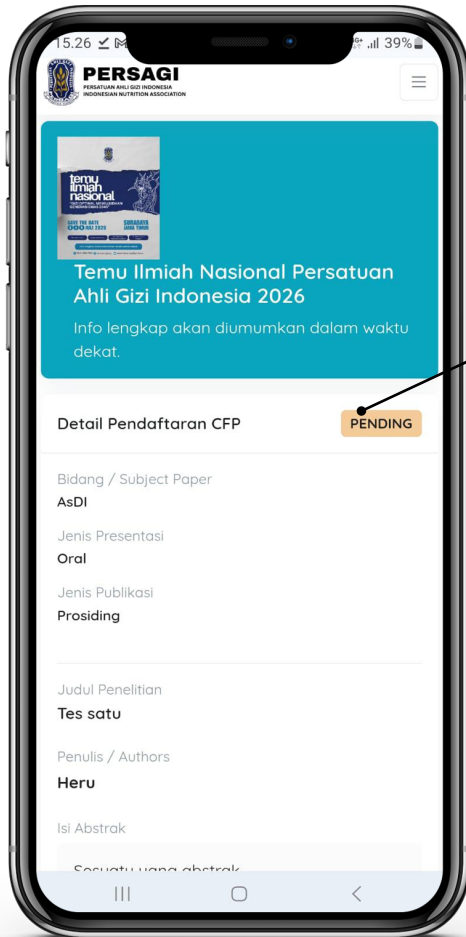 15.26
39%
PERSAGI
PERSATUAN AHLI GIZI INDONESIA
INDONESIAN NUTRITION ASSOCIATION
temu
ilmiah
nasional
SAVE THE DATE
SURABAYA
JAWA TIMUR
Temu Ilmiah Nasional Persatuan
Ahli Gizi Indonesia 2026
Info lengkap akan diumumkan dalam waktu
dekat.
Detail Pendaftaran CFP
PENDING
Bidang / Subject Paper
AsDI
Jenis Presentasi
Oral
Jenis Publikasi
Prosiding
Judul Penelitian
Tes satu
Penulis / Authors
Heru
Isi Abstrak
Sesuatu yang abstrak